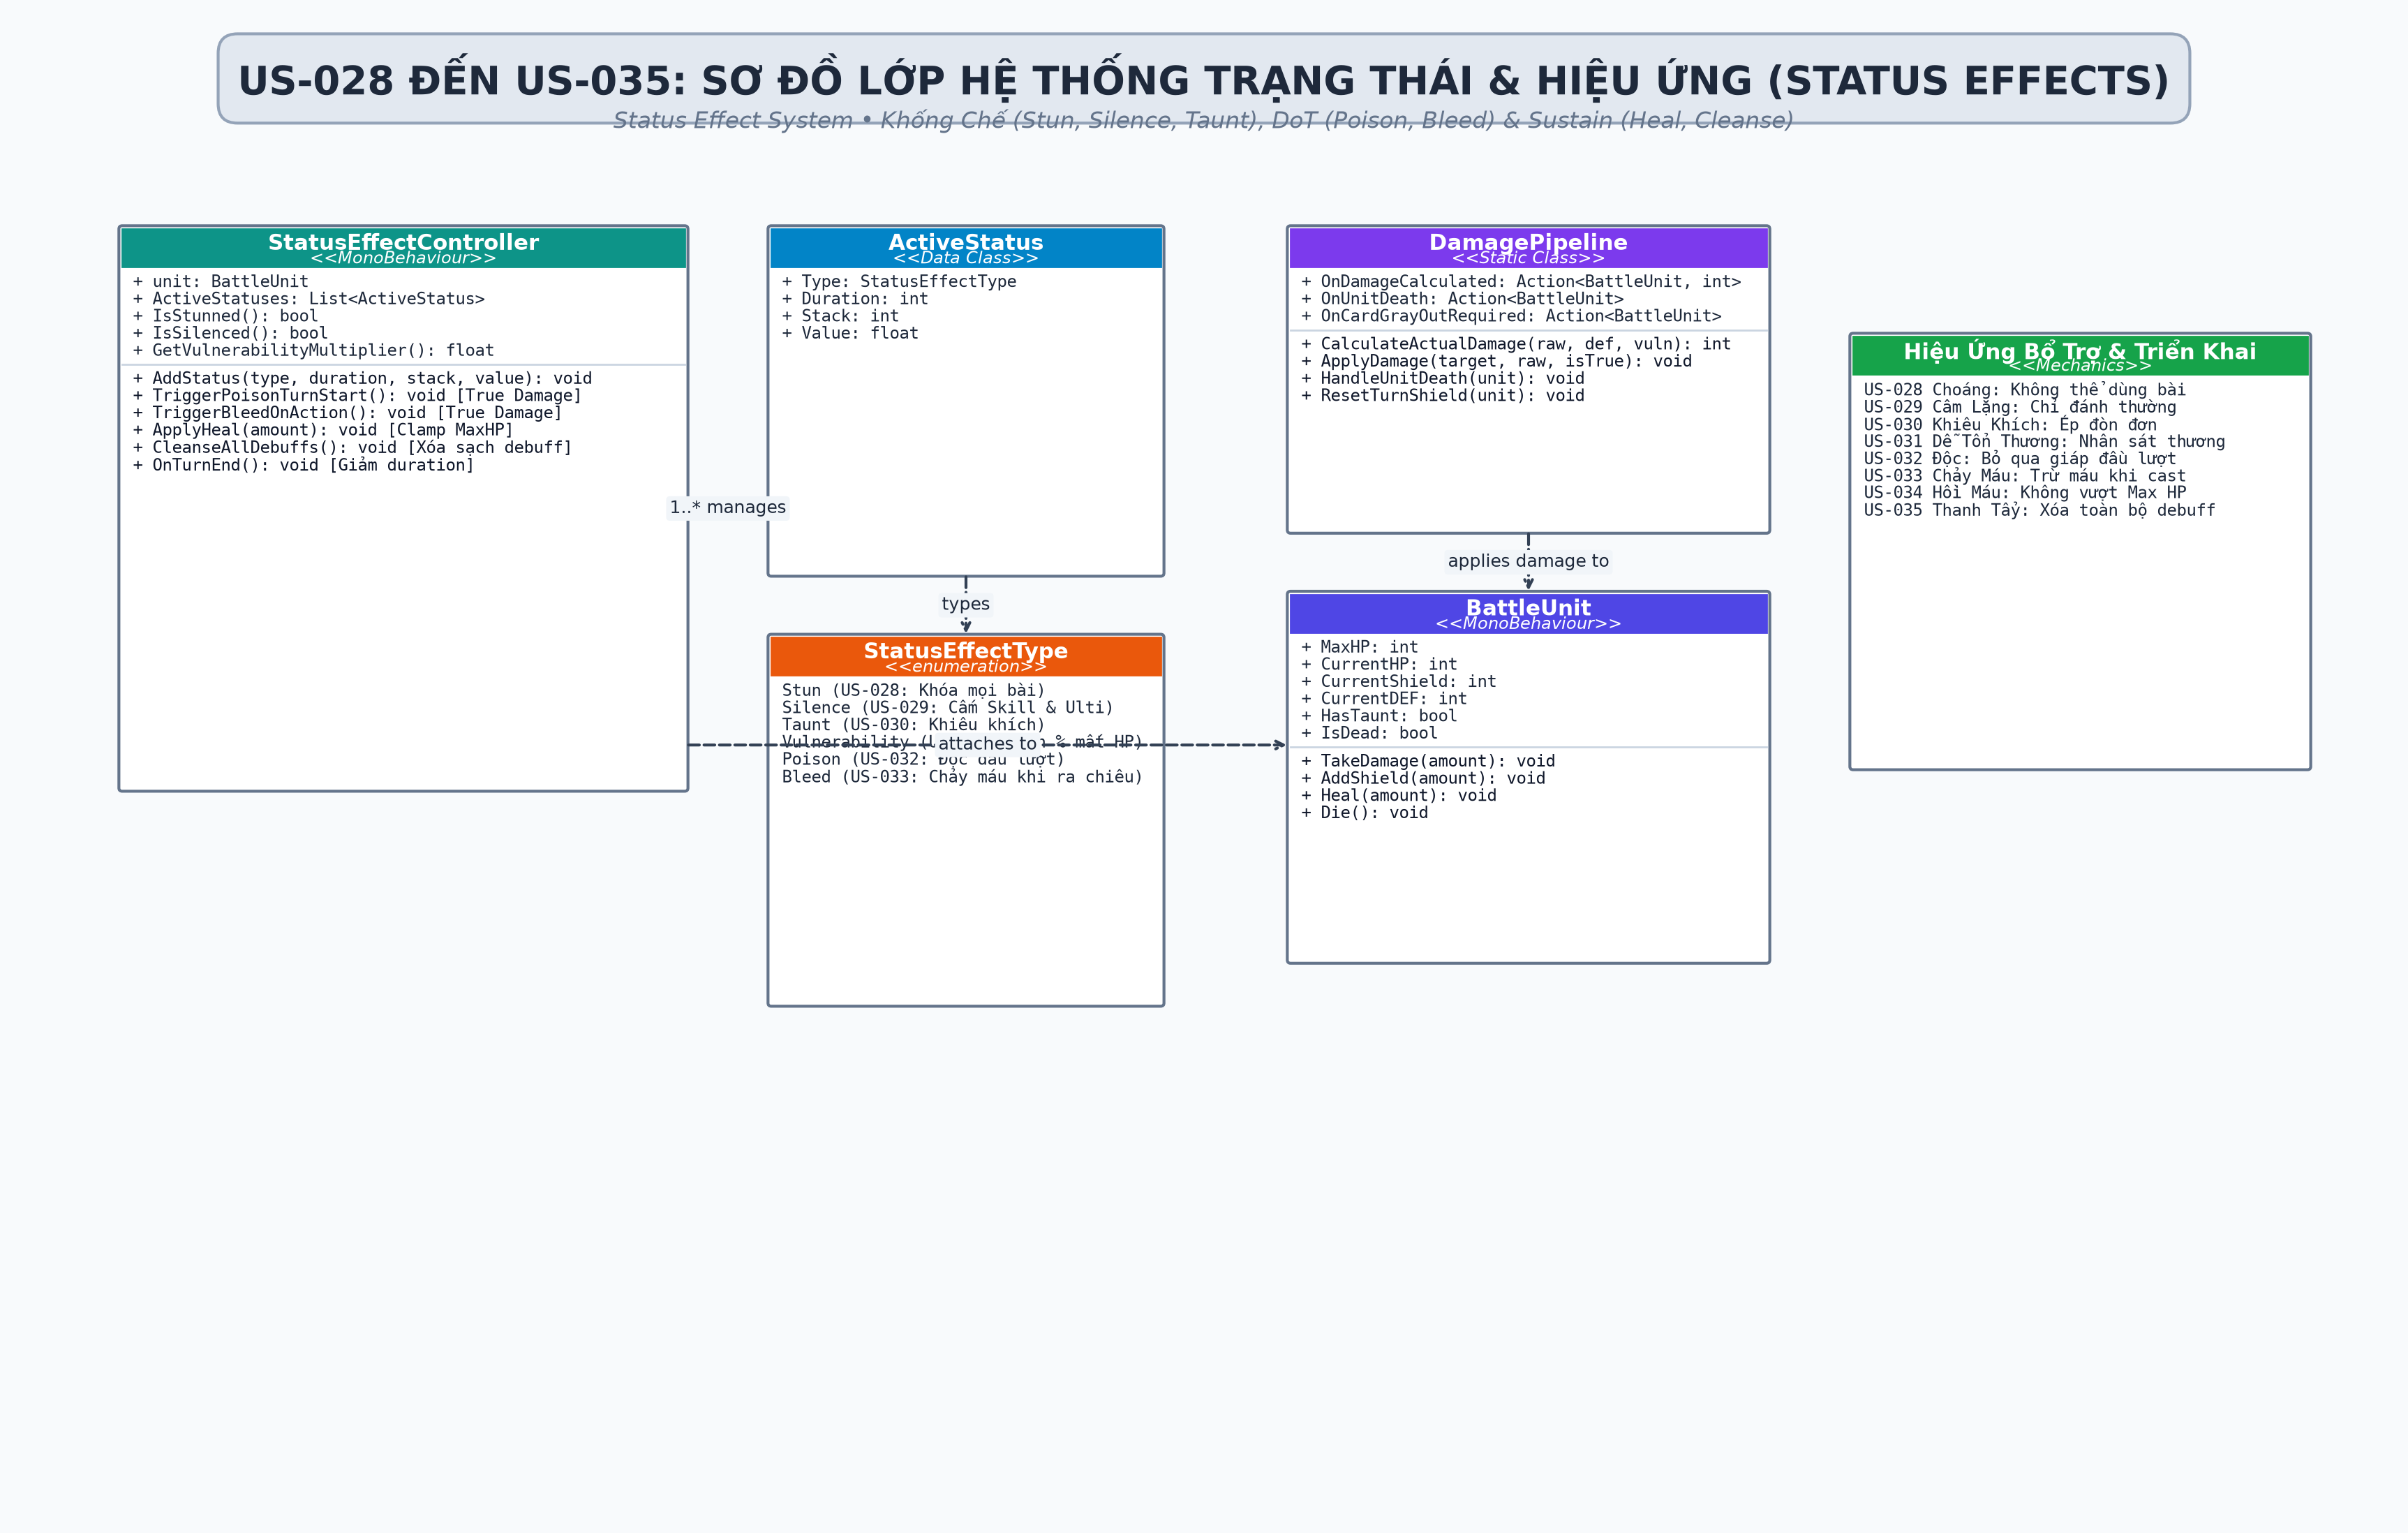 US-028 ĐẾN US-035: SƠ ĐỒ LỚP HỆ THỐNG TRẠNG THÁI & HIỆU ỨNG (STATUS EFFECTS)
Status Effect System • Khống Chế (Stun, Silence, Taunt), DoT (Poison, Bleed) & Sustain (Heal, Cleanse)
StatusEffectController
<<MonoBehaviour>>
+ unit: BattleUnit
+ ActiveStatuses: List<ActiveStatus>
+ IsStunned(): bool
+ IsSilenced(): bool
+ GetVulnerabilityMultiplier(): float
+ AddStatus(type, duration, stack, value): void
+ TriggerPoisonTurnStart(): void [True Damage]
+ TriggerBleedOnAction(): void [True Damage]
+ ApplyHeal(amount): void [Clamp MaxHP]
+ CleanseAllDebuffs(): void [Xóa sạch debuff]
+ OnTurnEnd(): void [Giảm duration]
1..* manages
ActiveStatus
<<Data Class>>
+ Type: StatusEffectType
+ Duration: int
+ Stack: int
+ Value: float
types
StatusEffectType
<<enumeration>>
Stun (US-028: Khóa mọi bài)
Silence (US-029: Cấm Skill & Ulti)
Taunt (US-030: Khiêu khích)
Vulnerability ( % mất HP)
attaches to
Poison (US-032: Độc đầu lượt)
Bleed (US-033: Chảy máu khi ra chiêu)
DamagePipeline
<<Static Class>>
+ OnDamageCalculated: Action<BattleUnit, int>
+ OnUnitDeath: Action<BattleUnit>
+ OnCardGrayOutRequired: Action<BattleUnit>
+ CalculateActualDamage(raw, def, vuln): int
+ ApplyDamage(target, raw, isTrue): void
+ HandleUnitDeath(unit): void
+ ResetTurnShield(unit): void
applies damage to
BattleUnit
<<MonoBehaviour>>
+ MaxHP: int
+ CurrentHP: int
+ CurrentShield: int
+ CurrentDEF: int
+ HasTaunt: bool
+ IsDead: bool
+ TakeDamage(amount): void
+ AddShield(amount): void
+ Heal(amount): void
+ Die(): void
Hiệu Ứng Bổ Trợ & Triển Khai
<<Mechanics>>
US-028 Choáng: Không thể dùng bài
US-029 Câm Lặng: Chỉ đánh thường
US-030 Khiêu Khích: Ép đòn đơn
US-031 Dễ Tổn Thương: Nhân sát thương
US-032 Độc: Bỏ qua giáp đầu lượt
US-033 Chảy Máu: Trừ máu khi cast
US-034 Hồi Máu: Không vượt Max HP
US-035 Thanh Tẩy: Xóa toàn bộ debuff